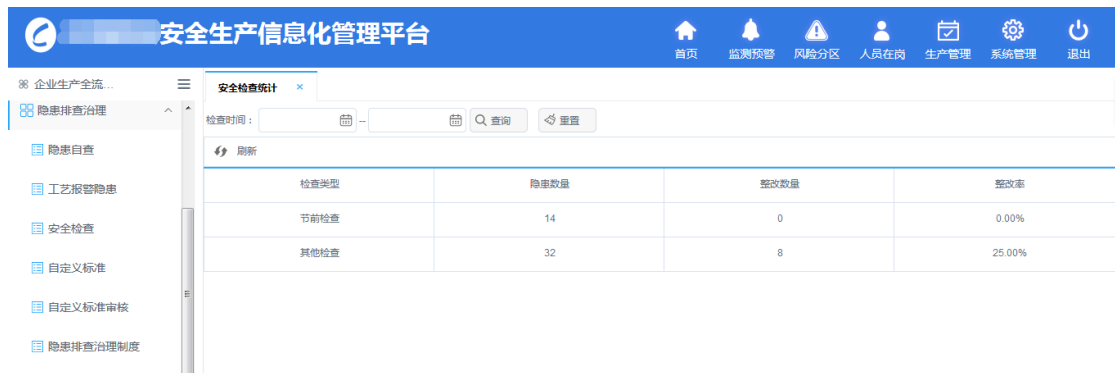 安全生产信息化管理平台
首页 监测预警 风险分区 人员在岗 生产管理 系统管理 退出
企业生产全流...
安全检查统计 ×
隐患排查治理
检查时间： – 查询 重置
隐患自查
刷新
工艺报警隐患
检查类型 隐患数量 整改数量 整改率
安全检查
节前检查 14 0 0.00%
其他检查 32 8 25.00%
自定义标准
自定义标准审核
隐患排查治理制度